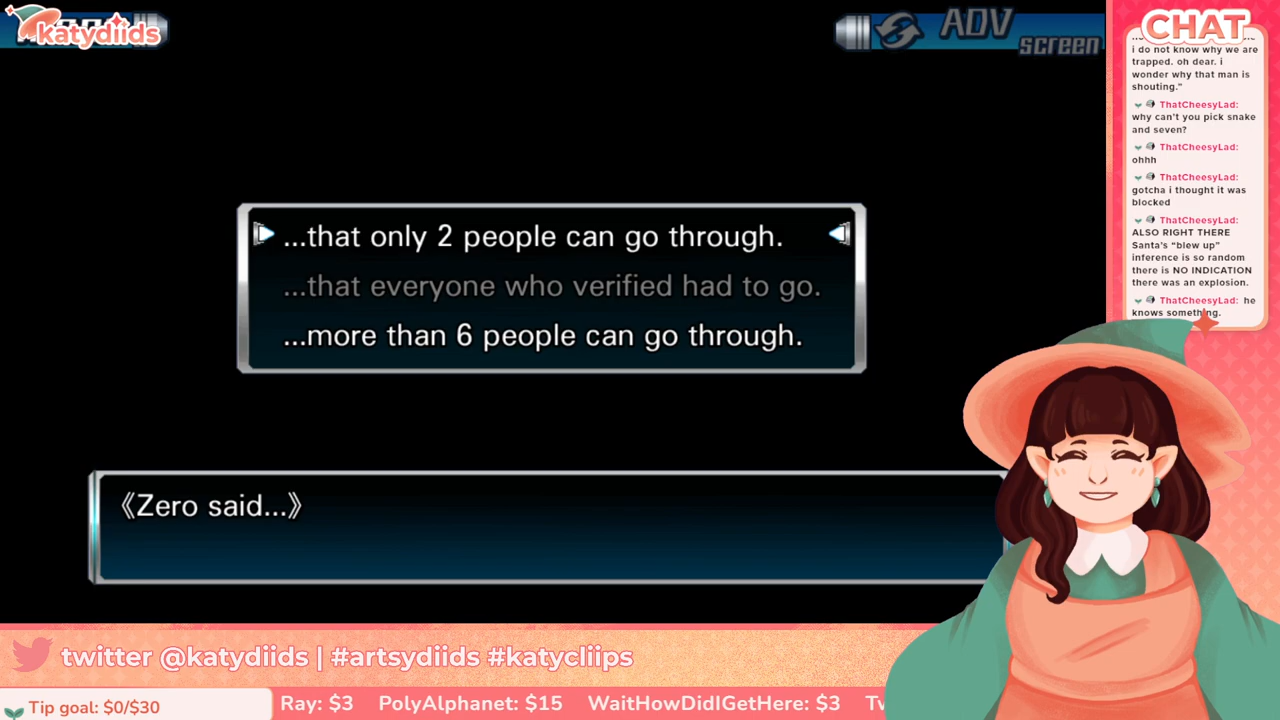 katydiids
ADV
screen
CHAT
i do not know why we are
trapped. oh dear. i
wonder why that man is
shouting."
ThatCheesyLad:
why can't you pick snake
and seven?
ThatCheesyLad:
ohhh
ThatCheesyLad:
gotcha i thought it was
blocked
ThatCheesyLad:
ALSO RIGHT THERE
Santa's “blew up”
inference is so random
there is NO INDICATION
there was an explosion.
ThatCheesyLad: he
knows something.
...that only 2 people can go through.
...that everyone who verified had to go.
...more than 6 people can go through.
《Zero said...》
twitter @katydiids | #artsydiids #katycliips
Tip goal: $0/$30
Ray: $3 PolyAlphanet: $15 WaitHowDidIGetHere: $3 Tw